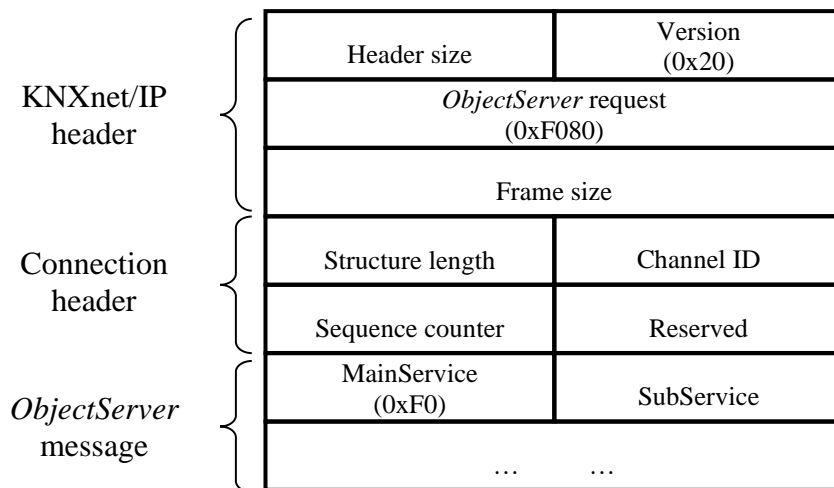 KNXnet/IP
header
Header size
Version
(0x20)
ObjectServer request
(0xF080)
Frame size
Connection
header
Structure length
Channel ID
Sequence counter
Reserved
ObjectServer
message
MainService
(0xF0)
SubService
… …